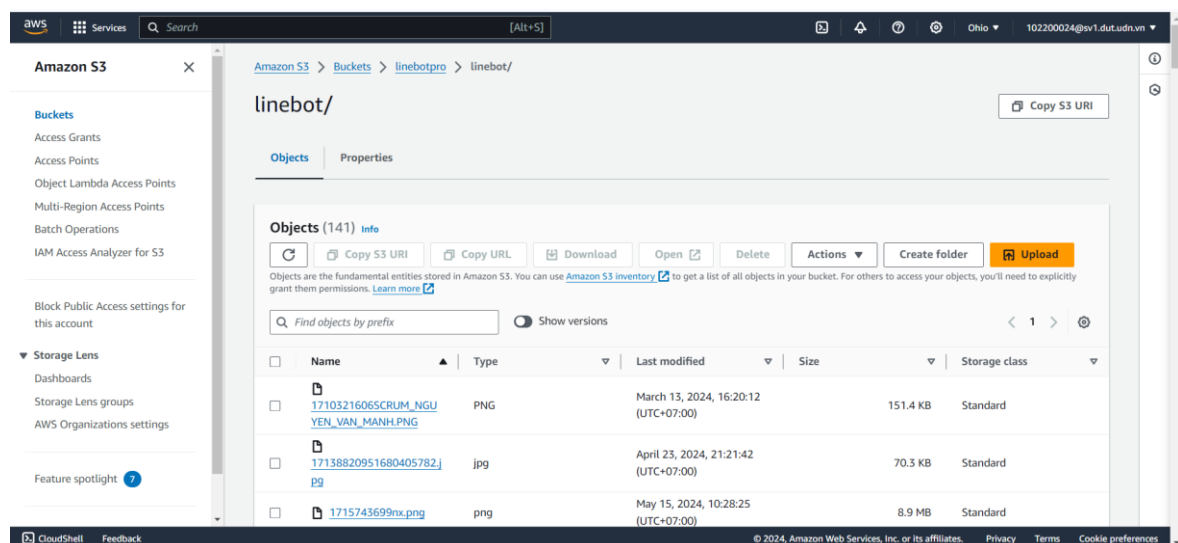 aws Services Search [Alt+S] Ohio ▼ 102200024@sv1.dut.udn.vn ▼
Amazon S3
Buckets
Access Grants
Access Points
Object Lambda Access Points
Multi-Region Access Points
Batch Operations
IAM Access Analyzer for S3
Block Public Access settings for
this account
▼ Storage Lens
Dashboards
Storage Lens groups
AWS Organizations settings
Feature spotlight 7
Amazon S3 > Buckets > linebotpro > linebot/
linebot/
Copy S3 URI
Objects Properties
Objects (141) Info
Copy S3 URI Copy URL Download Open Delete Actions ▼ Create folder Upload
Objects are the fundamental entities stored in Amazon S3. You can use Amazon S3 inventory to get a list of all objects in your bucket. For others to access your objects, you'll need to explicitly
grant them permissions. Learn more
Find objects by prefix Show versions < 1 >
Name ▲ Type Last modified Size Storage class
1710321606SCRUM_NGU
YEN_VAN_MANH.PNG
PNG
March 13, 2024, 16:20:12
(UTC+07:00)
151.4 KB
Standard
17138820951680405782.j
pg
jpg
April 23, 2024, 21:21:42
(UTC+07:00)
70.3 KB
Standard
1715743699nx.png
png
May 15, 2024, 10:28:25
(UTC+07:00)
8.9 MB
Standard
CloudShell Feedback © 2024, Amazon Web Services, Inc. or its affiliates. Privacy Terms Cookie preferences